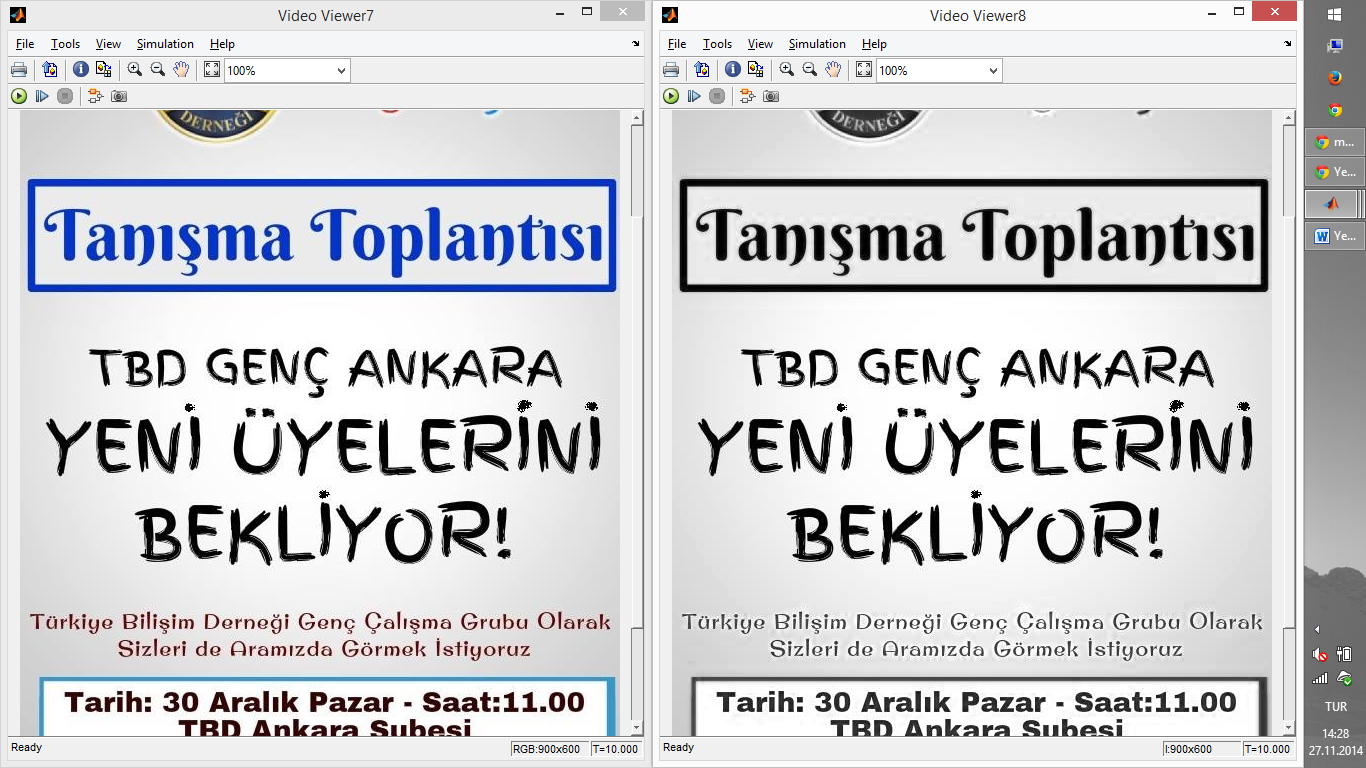 Video Viewer7
File Tools View Simulation Help
100%
DERNEĞİ
Tanışma Toplantısı
TBD GENÇ ANKARA
YENİ ÜYELERİNİ
BEKLİYOR!
Türkiye Bilişim Derneği Genç Çalışma Grubu Olarak
Sizleri de Aramızda Görmek İstiyoruz
Tarih: 30 Aralık Pazar - Saat:11.00
TBD Ankara Şubesi
Ready RGB:900x600 T=10.000
Video Viewer8
File Tools View Simulation Help
100%
DERNEĞİ
Tanışma Toplantısı
TBD GENÇ ANKARA
YENİ ÜYELERİNİ
BEKLİYOR!
Türkiye Bilişim Derneği Genç Çalışma Grubu Olarak
Sizleri de Aramızda Görmek İstiyoruz
Tarih: 30 Aralık Pazar - Saat:11.00
TBD Ankara Şubesi
Ready I:900x600 T=10.000
m...
Ye...
Ye...
TUR
14:28
27.11.2014